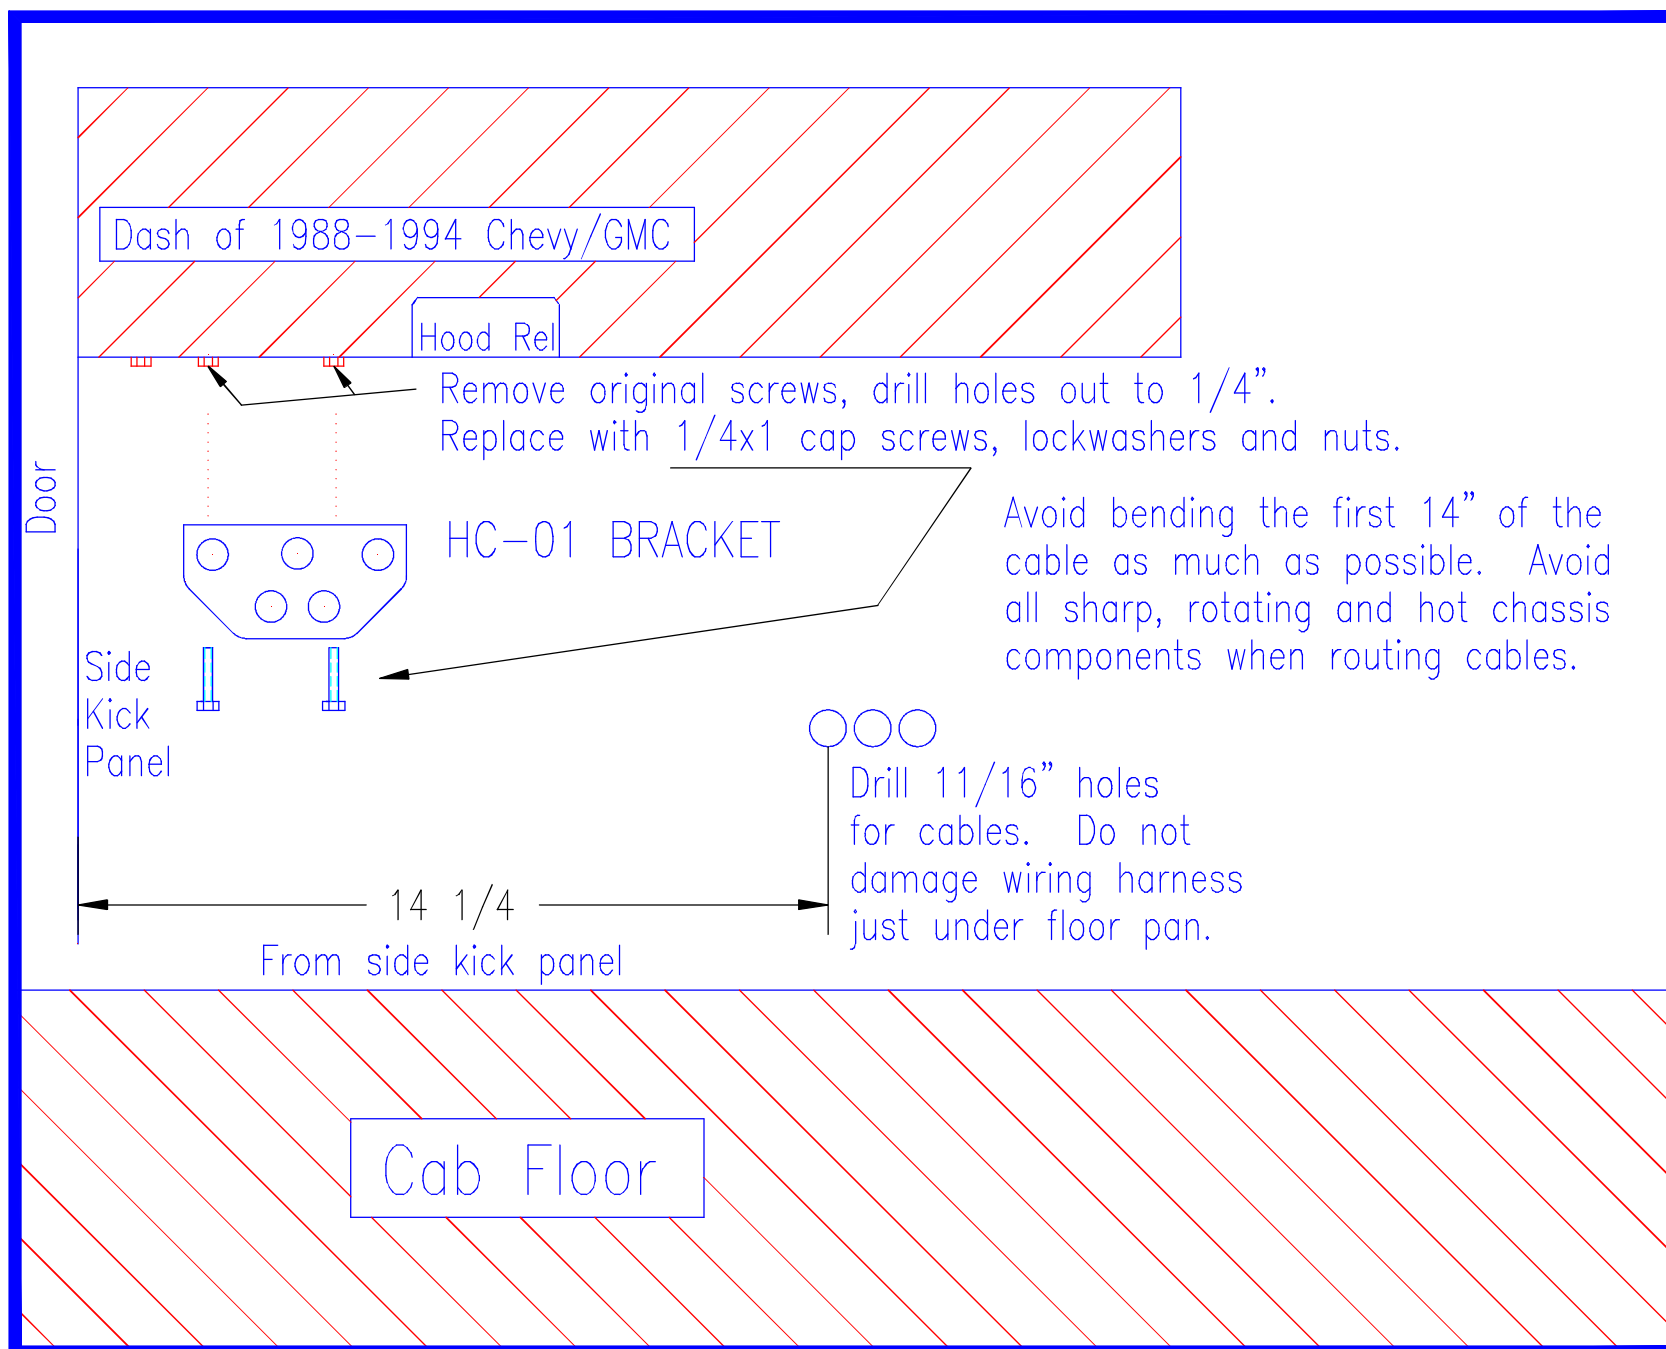 Dash of 1988-1994 Chevy/GMC
Hood Rel
Remove original screws, drill holes out to 1/4".
Replace with 1/4x1 cap screws, lockwashers and nuts.
Door
HC-01 BRACKET
Avoid bending the first 14" of the
cable as much as possible. Avoid
all sharp, rotating and hot chassis
components when routing cables.
Side
Kick
Panel
Drill 11/16" holes
for cables. Do not
damage wiring harness
just under floor pan.
14 1/4
From side kick panel
Cab Floor